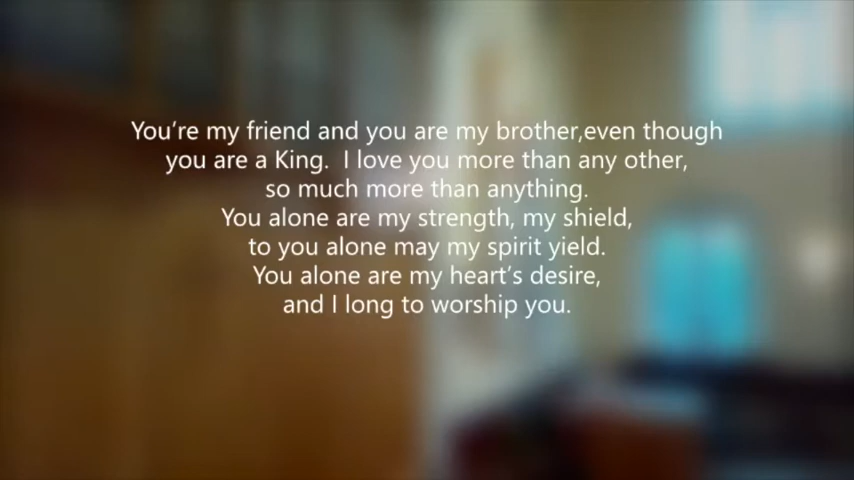 You're my friend and you are my brother,even though
you are a King.  I love you more than any other,
so much more than anything.
You alone are my strength, my shield,
to you alone may my spirit yield.
You alone are my heart's desire,
and I long to worship you.